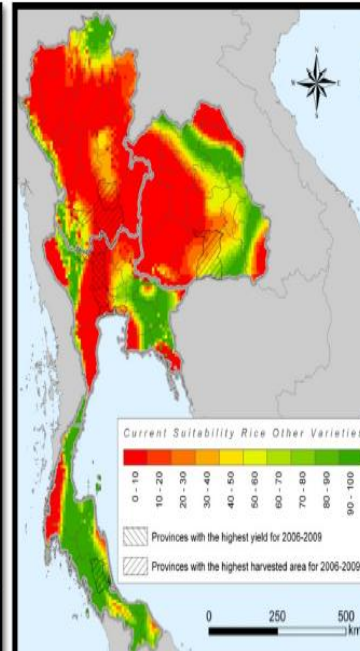 N
W E
S
Current Suitability Rice Other Varieties
0 - 10
10 - 20
20 - 30
30 - 40
40 - 50
50 - 60
60 - 70
70 - 80
80 - 90
90 - 100
Provinces with the highest yield for 2006-2009
Provinces with the highest harvested area for 2006-2009
0 250 500
km